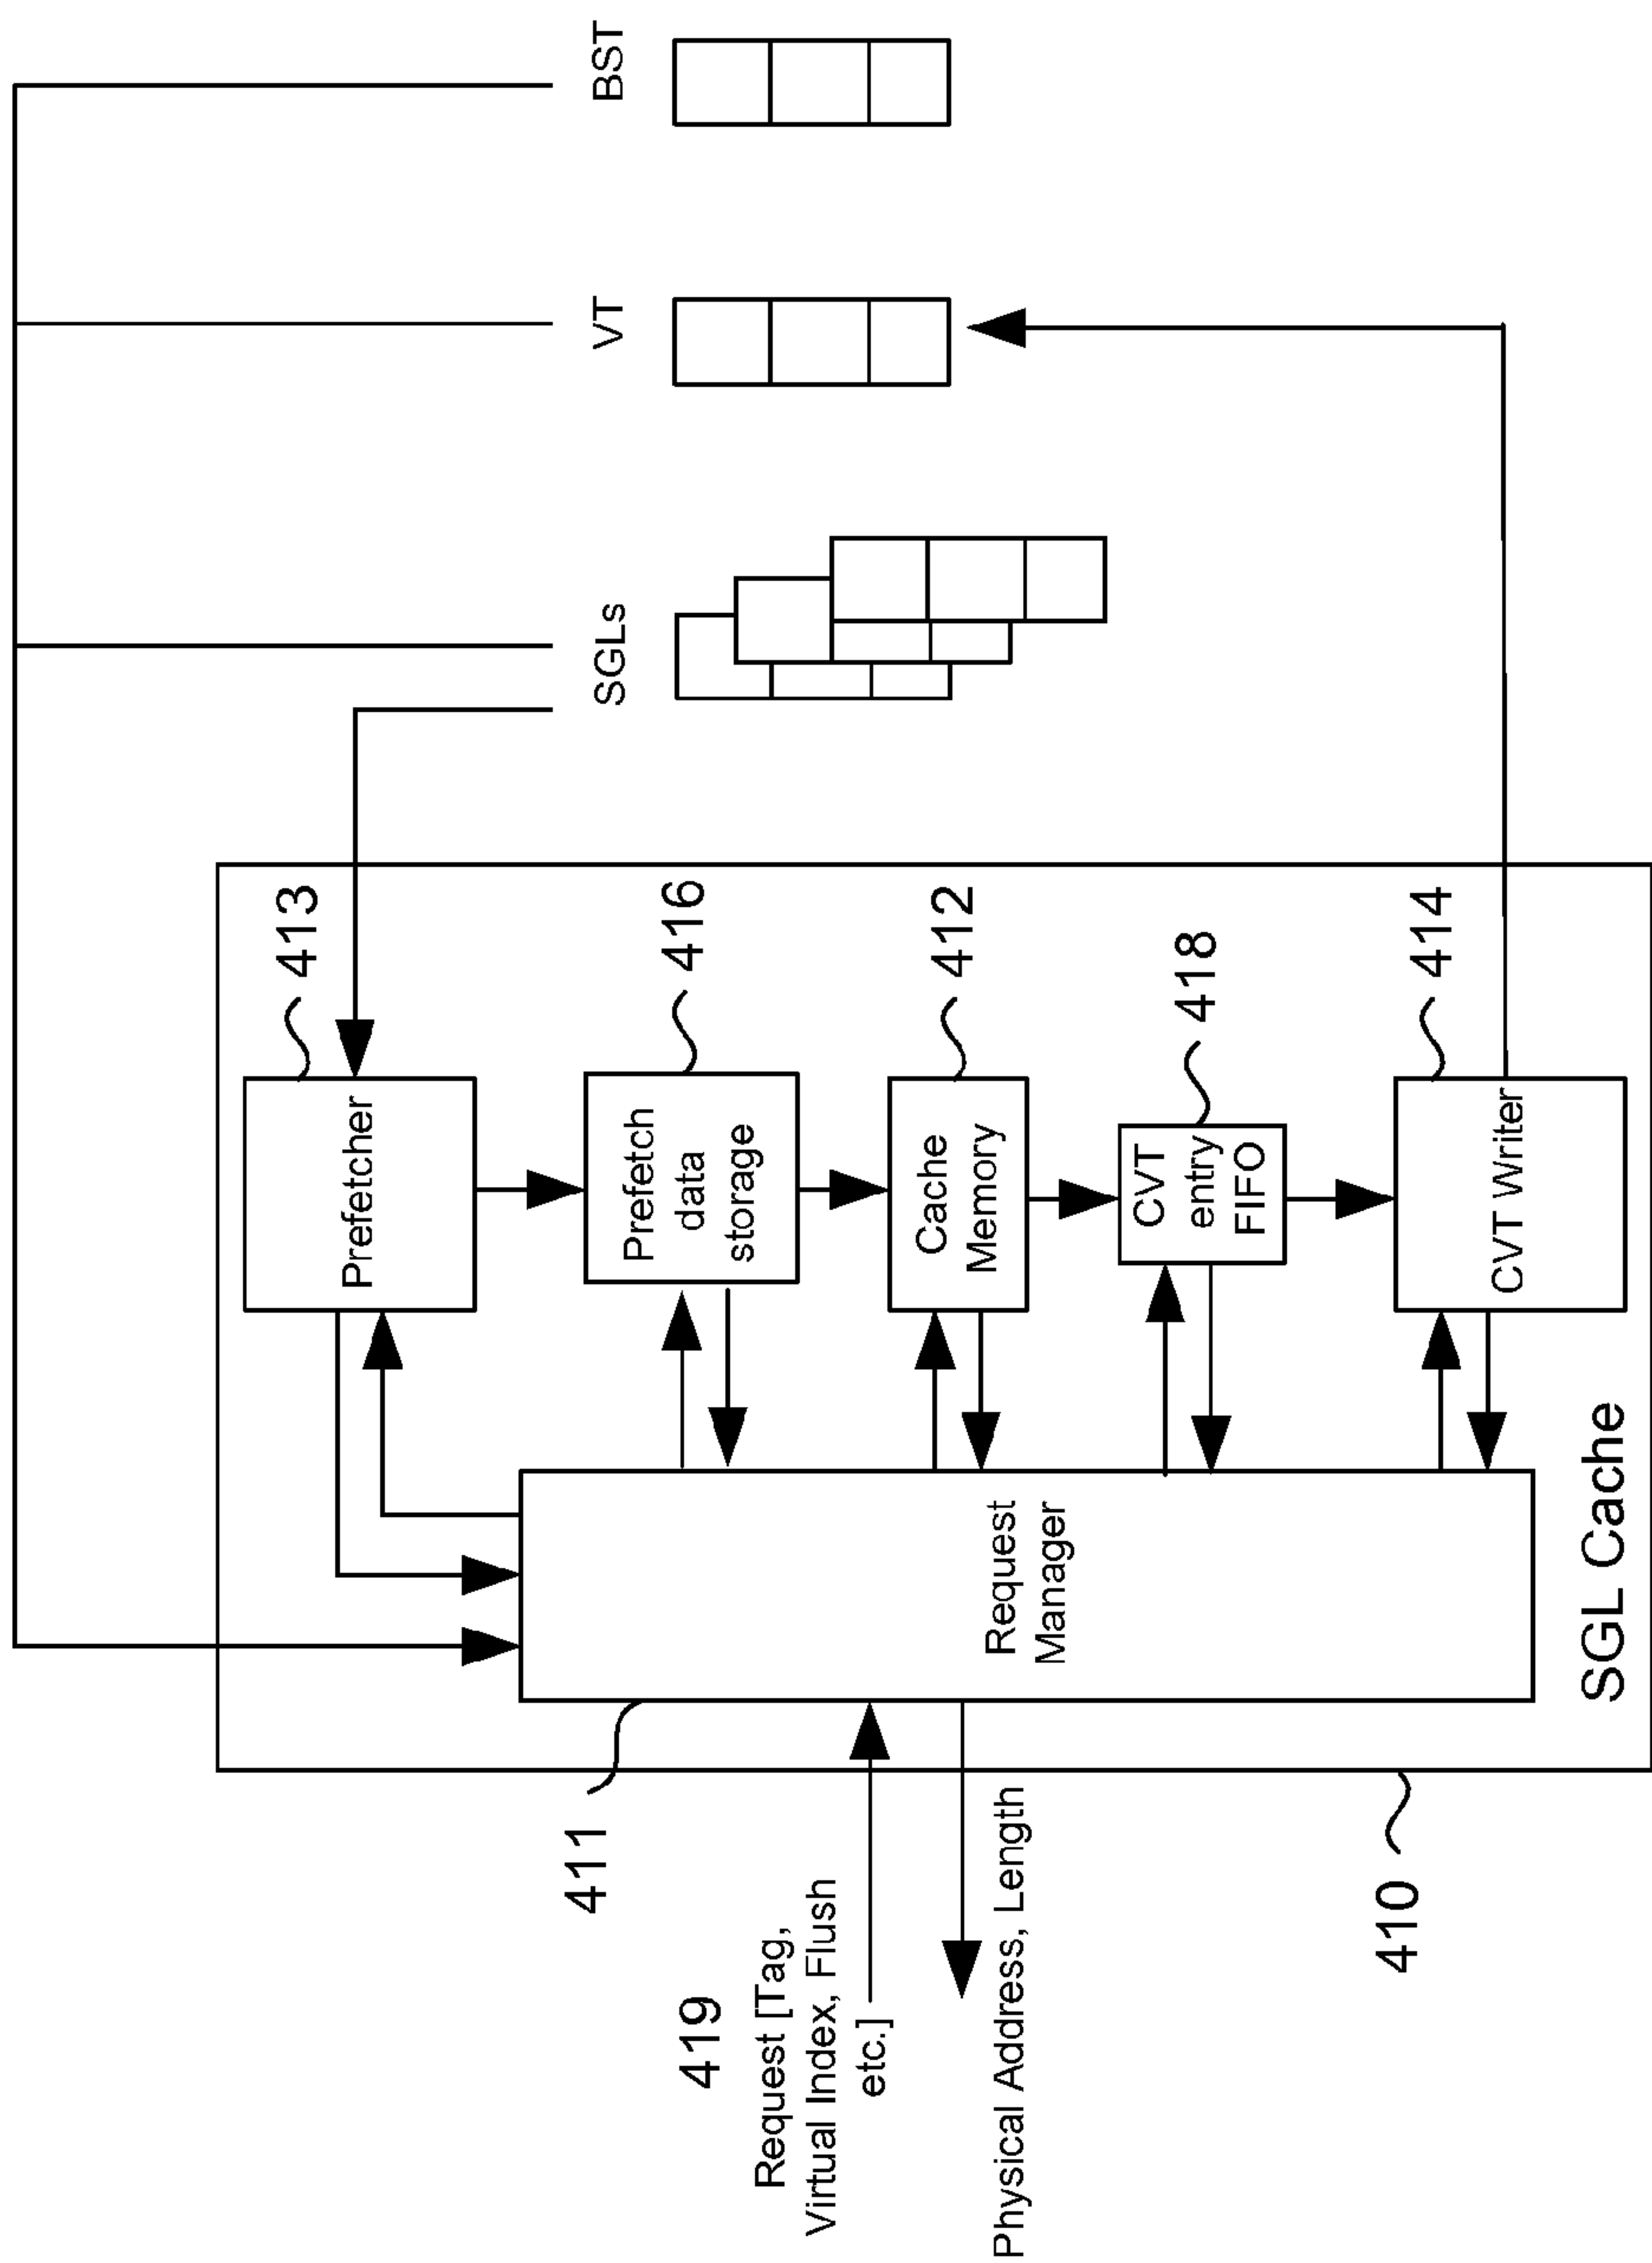 BST
VT
SGLs
413
Prefetcher
416
Prefetch
data
storage
412
Cache
Memory
418
CVT
entry
FIFO
414
CVT Writer
Request
Manager
SGL Cache
411
419
Request [Tag,
Virtual Index, Flush
etc.]
Physical Address, Length
410